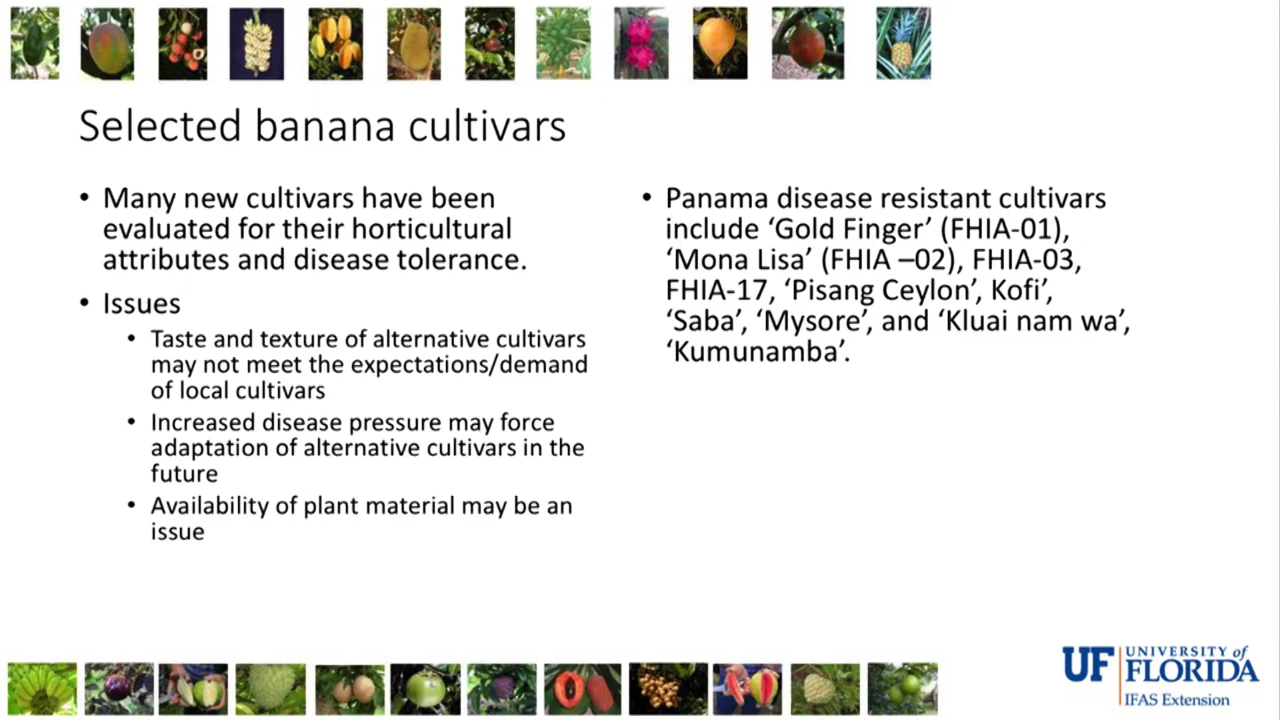 Selected banana cultivars
• Many new cultivars have been
evaluated for their horticultural
attributes and disease tolerance.
• Issues
• Taste and texture of alternative cultivars
may not meet the expectations/demand
of local cultivars
• Increased disease pressure may force
adaptation of alternative cultivars in the
future
• Availability of plant material may be an
issue
• Panama disease resistant cultivars
include ‘Gold Finger’ (FHIA-01),
‘Mona Lisa’ (FHIA –02), FHIA-03,
FHIA-17, ‘Pisang Ceylon’, Kofi’,
‘Saba’, ‘Mysore’, and ‘Kluai nam wa’,
‘Kumunamba’.
UF UNIVERSITY of
FLORIDA
IFAS Extension